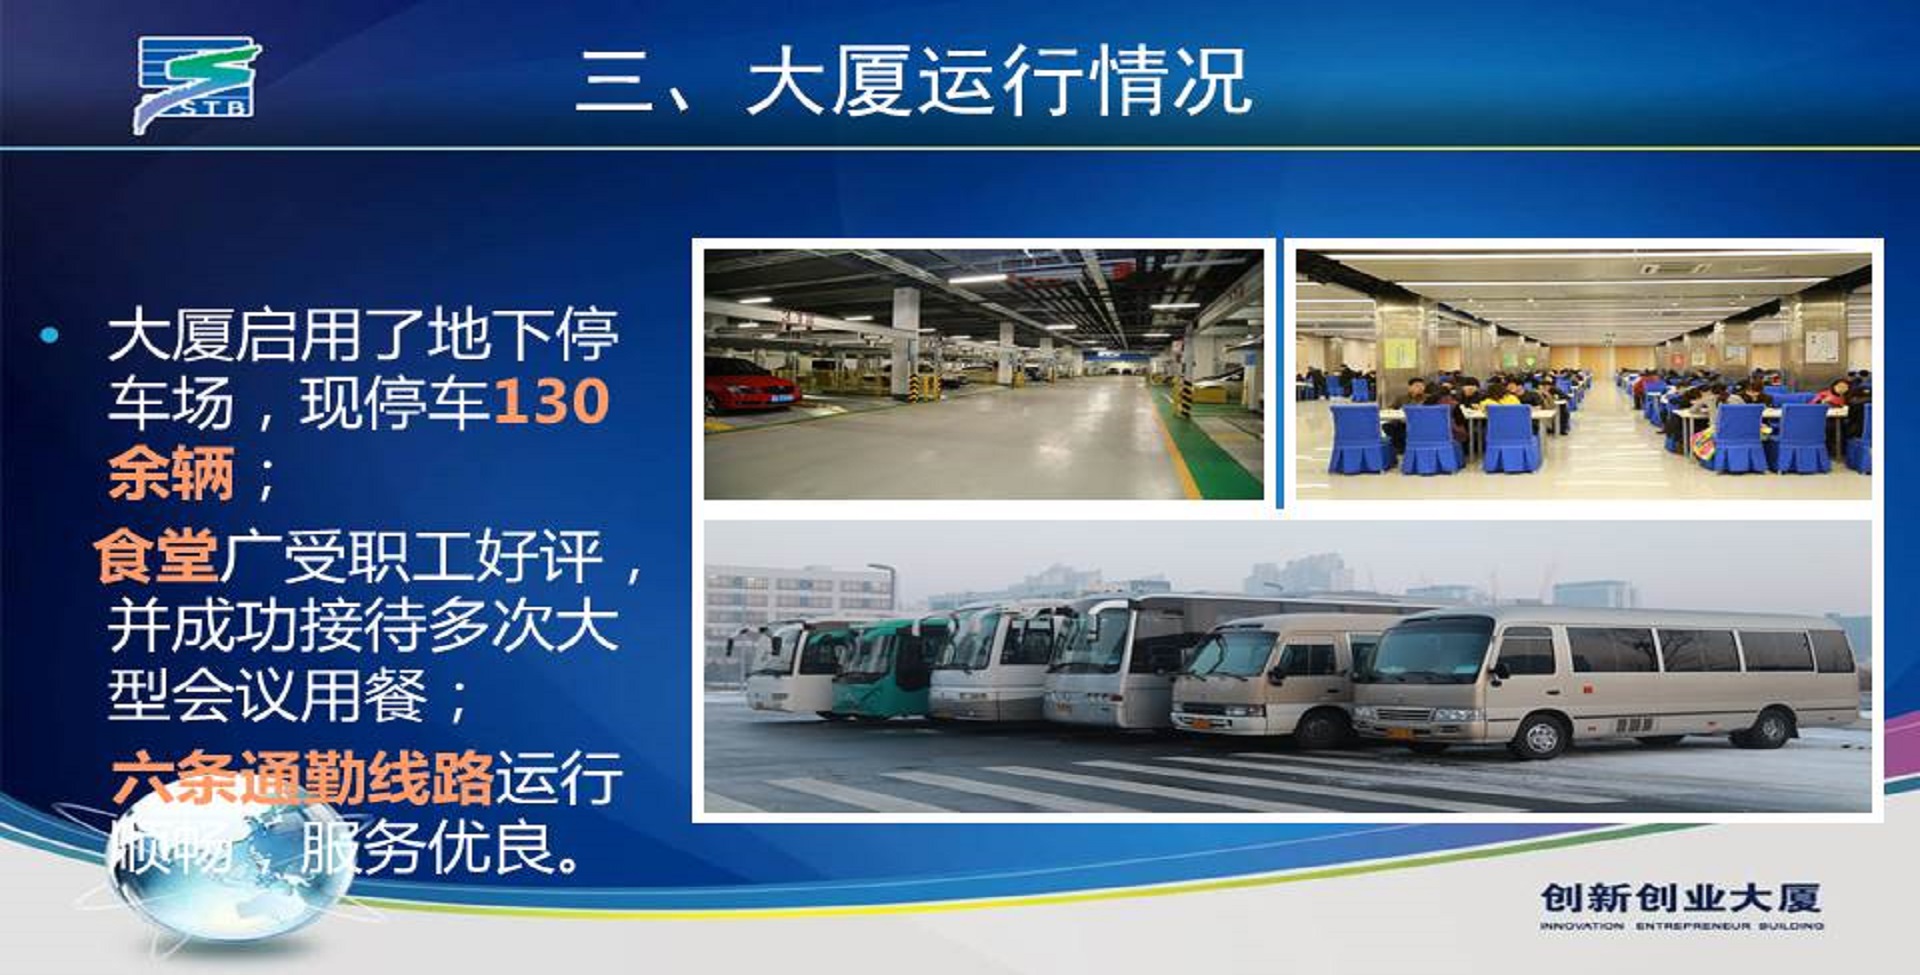 STB
三、大厦运行情况
大厦启用了地下停
车场，现停车130
余辆；
食堂广受职工好评，
并成功接待多次大
型会议用餐；
六条通勤线路运行
顺畅，服务优良。
创新创业大厦
INNOVATION ENTREPRENEUR BUILDING